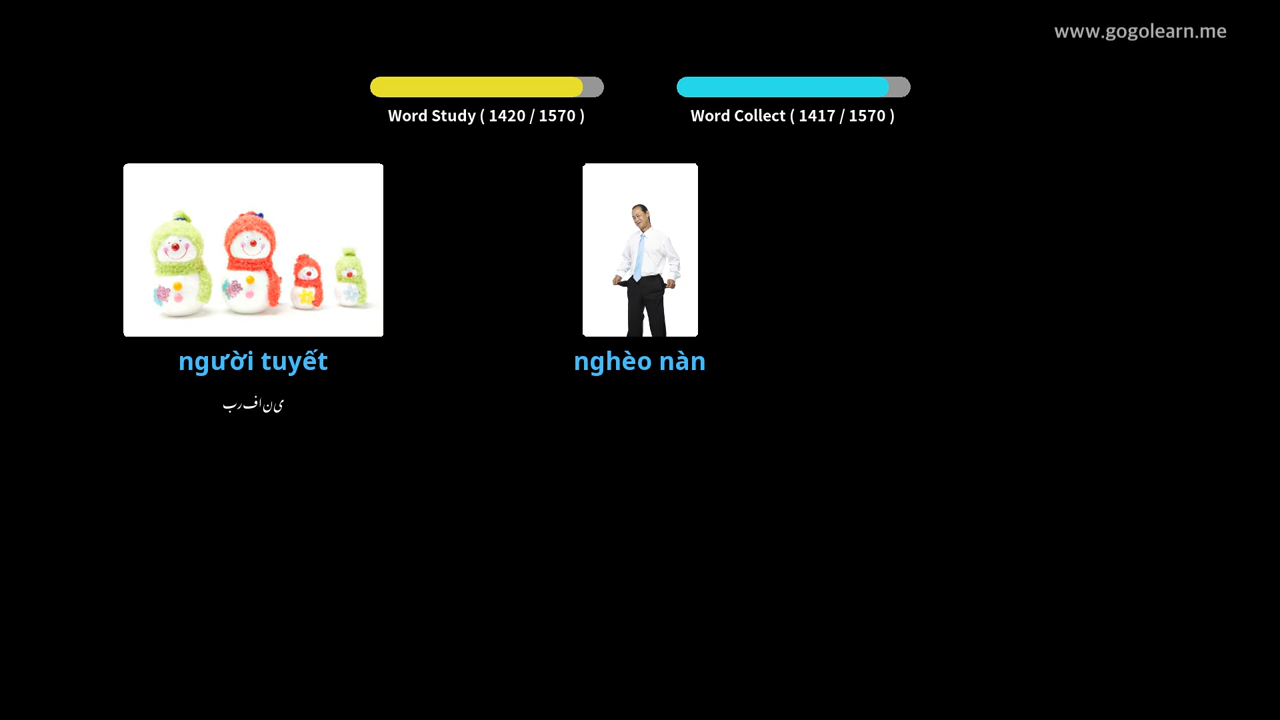 www.gogolearn.me
Word Study ( 1420 / 1570 )
Word Collect ( 1417 / 1570 )
người tuyết
برفانی
nghèo nàn